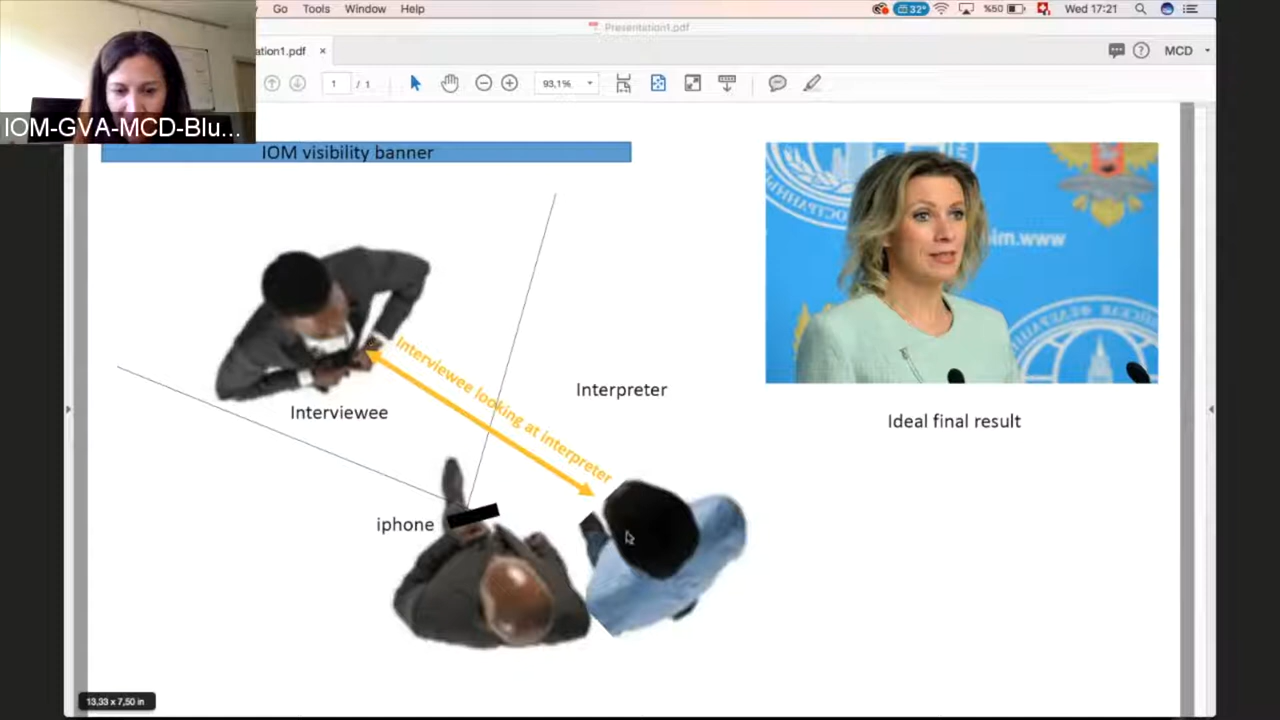 Go Tools Window Help
32° %50 Wed 17:21
Presentation1.pdf
ation1.pdf × MCD
1 / 1 93,1%
IOM-GVA-MCD-Blu...
IOM visibility banner
Interviewee looking at interpreter
Interviewee
Interpreter
iphone
Ideal final result
13,33 x 7,50 in